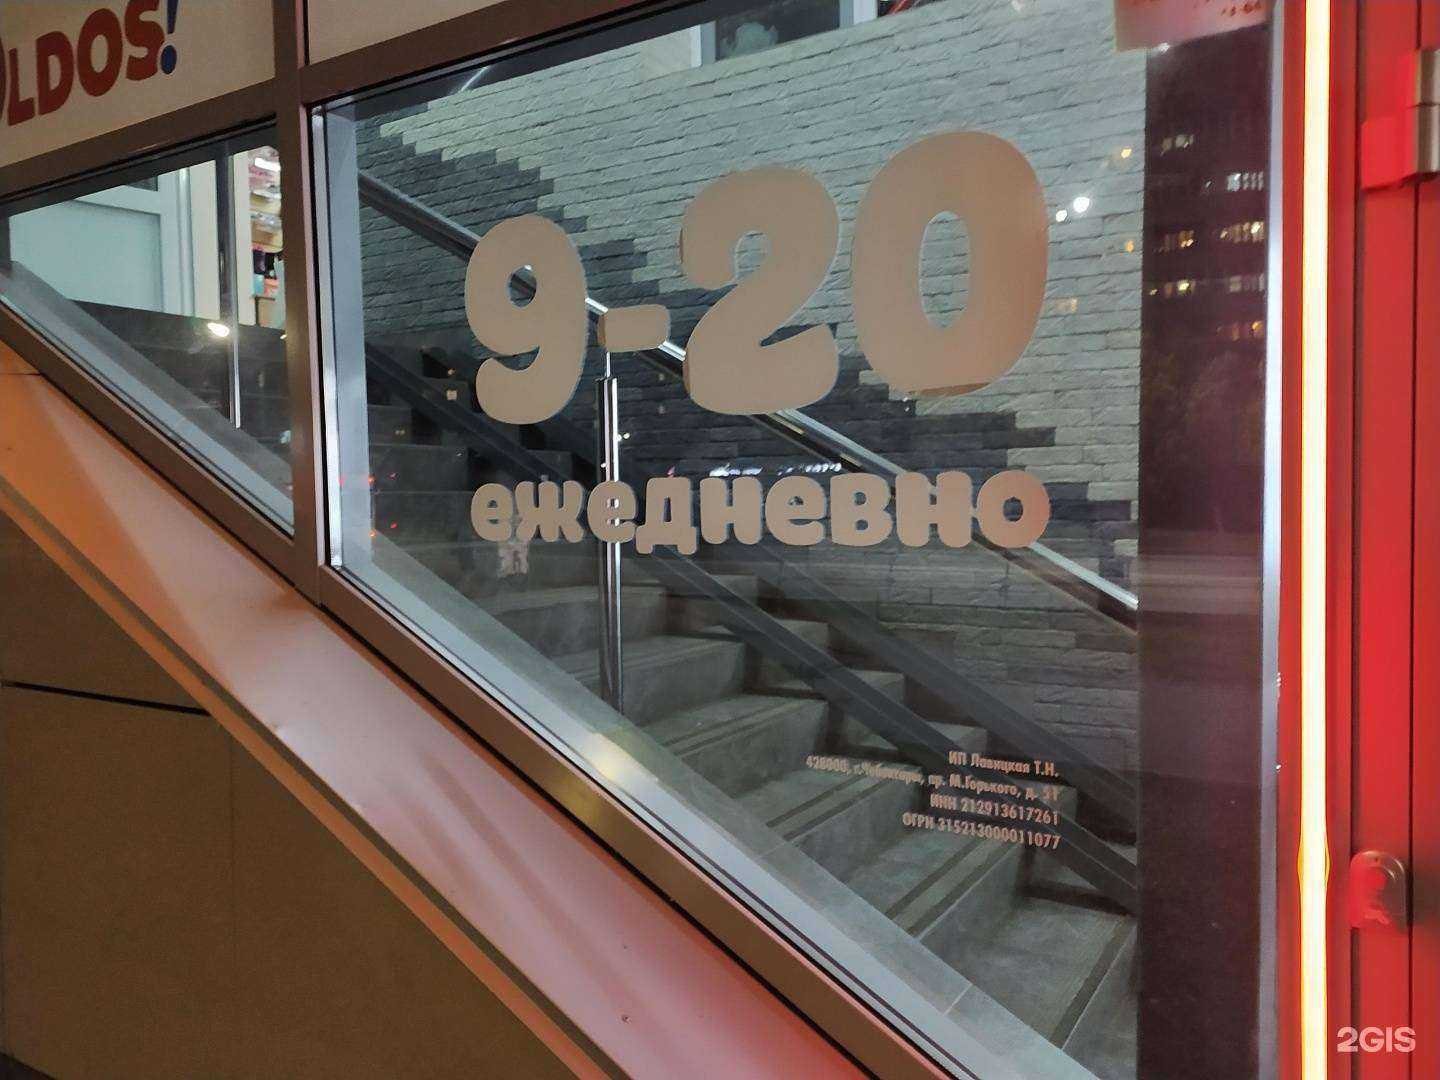 OLDOS!
9-20
ежедневно
ИП Лавицкая Т.Н.
428000, г.Чебоксары, пр. М.Горького, д. 51
ИНН 212913617261
ОГРН 315213000011077
2GIS